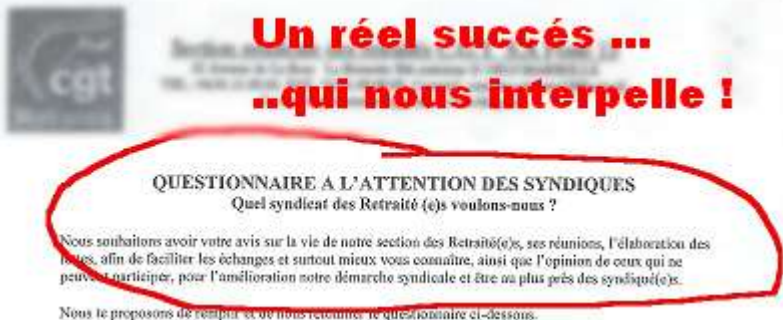 cgt
Un réel succés ...
..qui nous interpelle !
QUESTIONNAIRE A L'ATTENTION DES SYNDIQUES
Quel syndicat des Retraité (e)s voulons-nous ?
Nous souhaitons avoir votre avis sur la vie de notre section des Retraité(e)s, ses réunions, l'élaboration des
afin de faciliter les échanges et surtout mieux vous connaître, ainsi que l'opinion de ceux qui ne
peuvent participer, pour l'amélioration notre démarche syndicale et être au plus près des syndiqué(e)s.
Nous te proposons de remplir et de nous retourner le questionnaire ci-dessous.